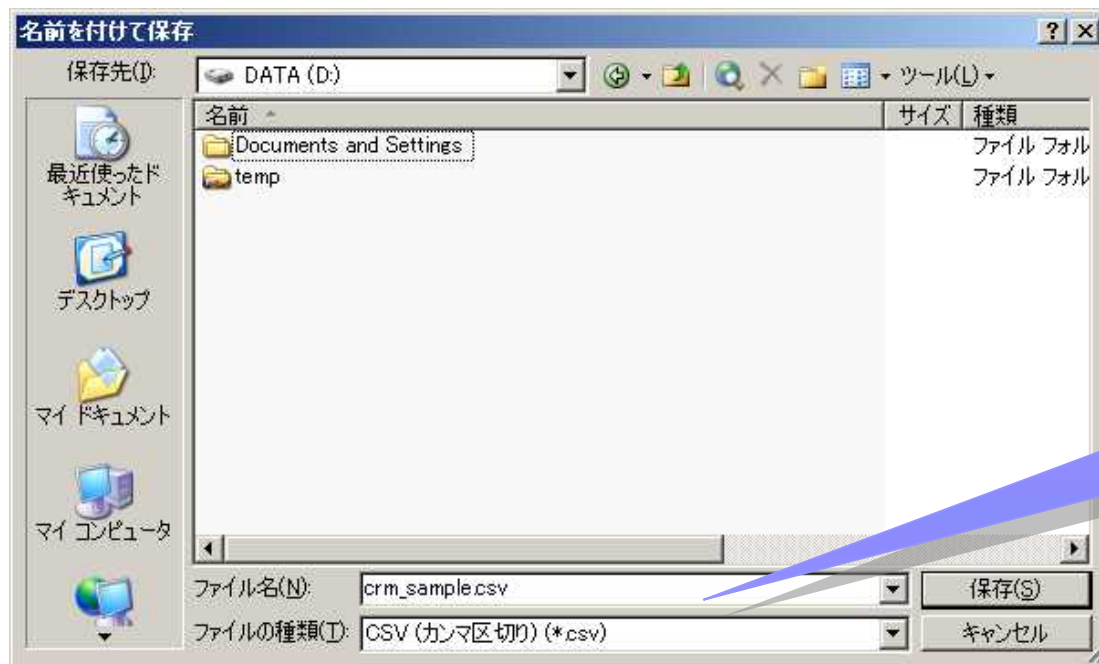 名前を付けて保存
保存先(I):
DATA (D:)
ツール(L)
名前
サイズ
種類
Documents and Settings
ファイル フォル
temp
ファイル フォル
最近使ったド
キュメント
デスクトップ
マイ ドキュメント
マイ コンピュータ
ファイル名(N):
crm_sample.csv
保存(S)
ファイルの種類(T):
CSV (カンマ区切り) (*.csv)
キャンセル